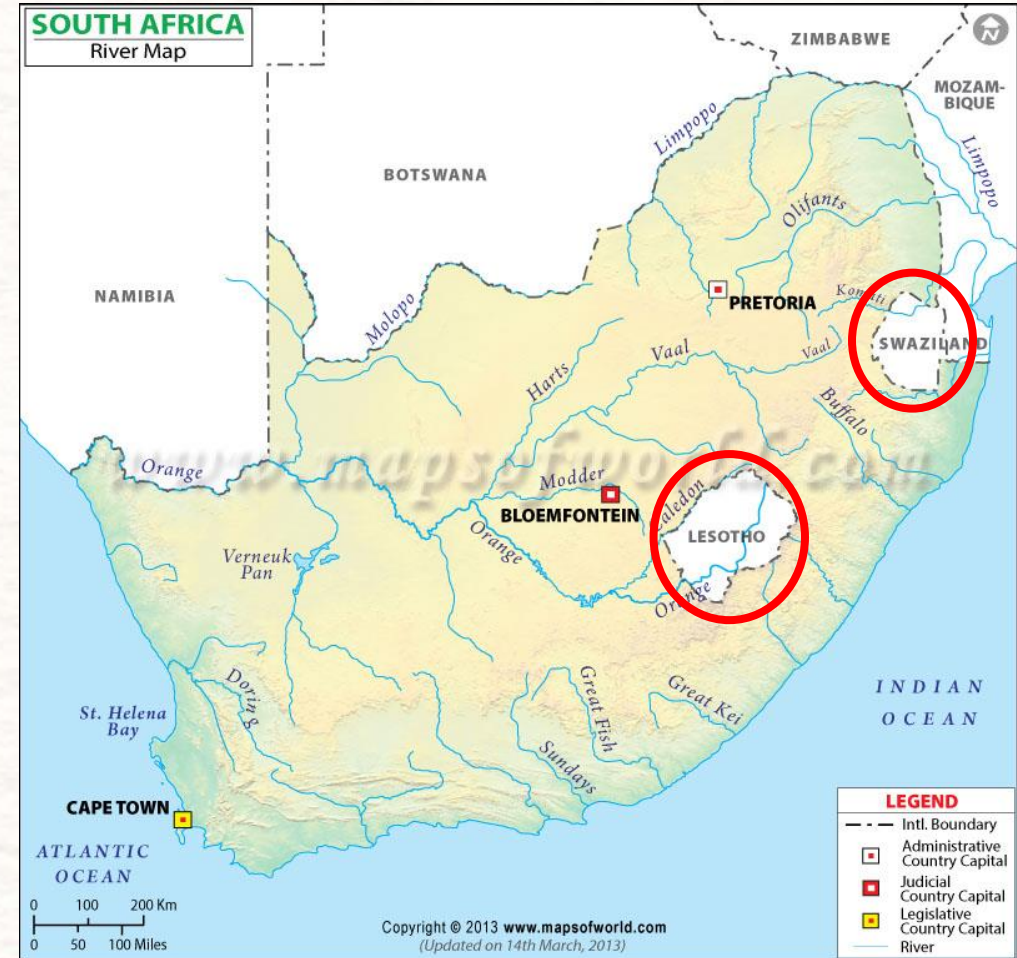 SOUTH AFRICA
River Map
ZIMBABWE
N
MOZAM-
BIQUE
Limpopo
Limpopo
BOTSWANA
Olifants
NAMIBIA
PRETORIA
Komati
Molopo
SWAZILAND
Vaal
Vaal
Harts
Buffalo
www.mapsofworld.com
Orange
Modder
Caledon
BLOEMFONTEIN
LESOTHO
Orange
Verneuk
Pan
Orange
Doring
Great Fish
Great Kei
INDIAN
OCEAN
St. Helena
Bay
Sundays
CAPE TOWN
ATLANTIC
OCEAN
0 100 200 Km
0 50 100 Miles
Copyright © 2013 www.mapsofworld.com
(Updated on 14th March, 2013)
LEGEND
Intl. Boundary
Administrative
Country Capital
Judicial
Country Capital
Legislative
Country Capital
River